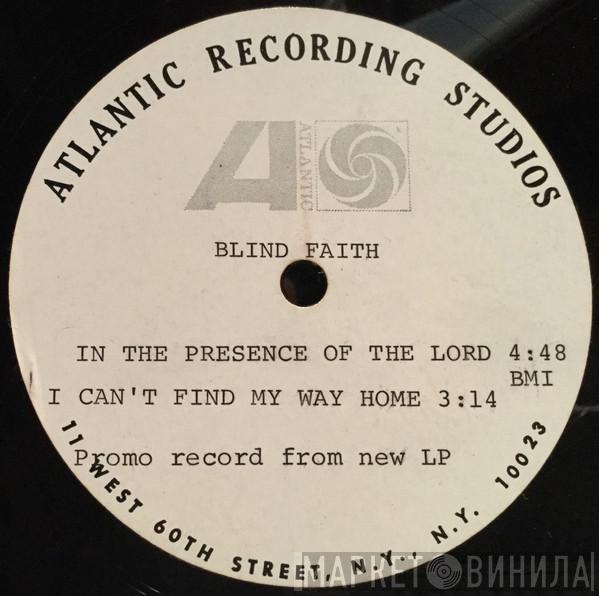 ATLANTIC RECORDING STUDIOS
ATLANTIC
BLIND FAITH
IN THE PRESENCE OF THE LORD 4:48
BMI
I CAN'T FIND MY WAY HOME 3:14
Promo record from new LP
11 WEST 60TH STREET, N.Y., N.Y. 10023
МАРКЕТ ВИНИЛА